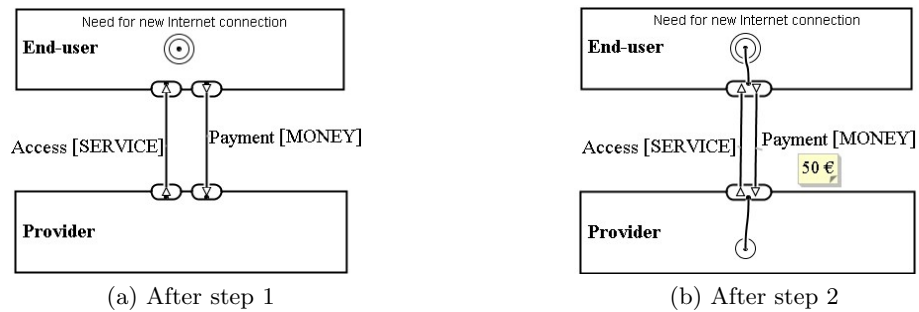 Need for new Internet connection
End-user
Access [SERVICE]
Payment [MONEY]
Provider
(a) After step 1
Need for new Internet connection
End-user
Access [SERVICE]
Payment [MONEY]
50 €
Provider
(b) After step 2